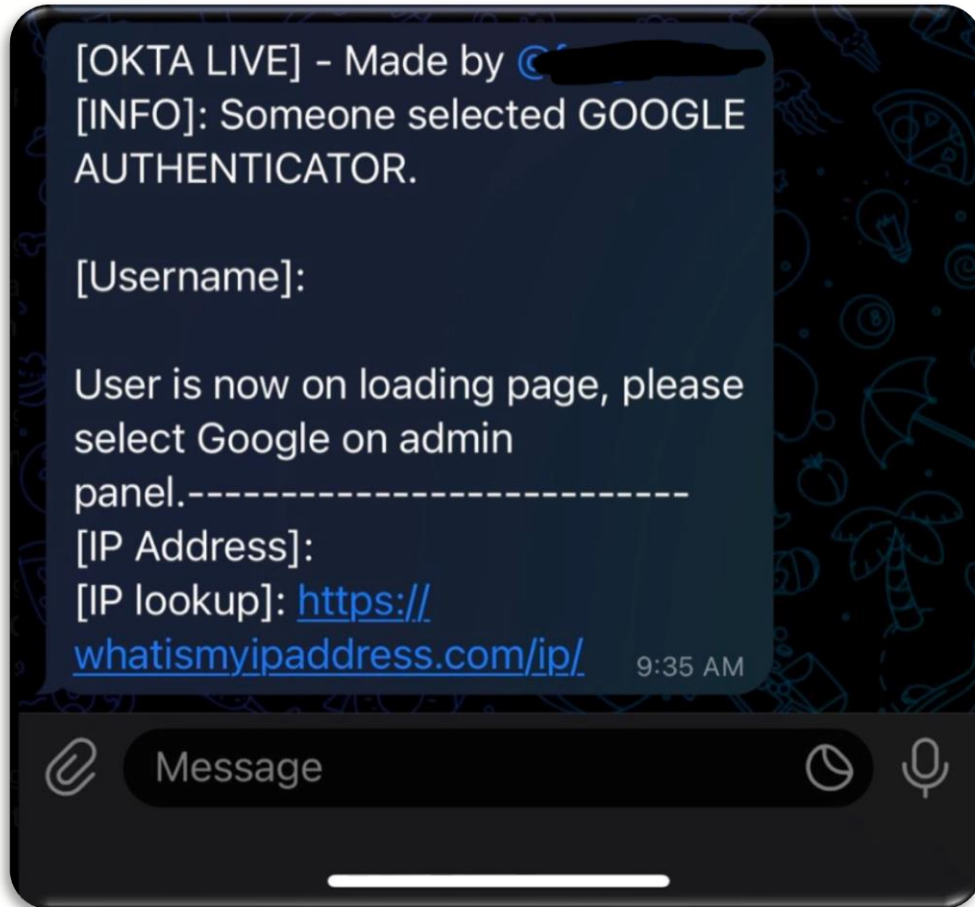 [OKTA LIVE] - Made by @
[INFO]: Someone selected GOOGLE
AUTHENTICATOR.
[Username]:
User is now on loading page, please
select Google on admin
panel.---------------------------
[IP Address]:
[IP lookup]: https://
whatismyipaddress.com/ip/
9:35 AM
Message